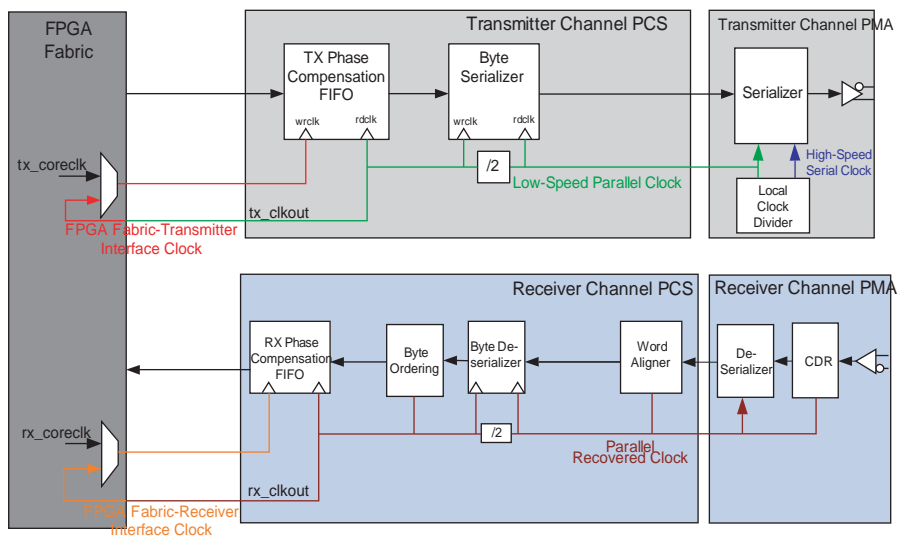 FPGA
Fabric
Transmitter Channel PCS
Transmitter Channel PMA
TX Phase
Compensation
FIFO
wrclk
rdclk
Byte
Serializer
wrclk
rdclk
Serializer
tx_coreclk
/2
High-Speed
Serial Clock
Low-Speed Parallel Clock
Local
Clock
Divider
tx_clkout
FPGA Fabric-Transmitter
Interface Clock
Receiver Channel PCS
Receiver Channel PMA
RX Phase
Compensation
FIFO
Byte
Ordering
Byte De-
serializer
Word
Aligner
De-
Serializer
CDR
rx_coreclk
/2
Parallel
Recovered Clock
rx_clkout
FPGA Fabric-Receiver
Interface Clock